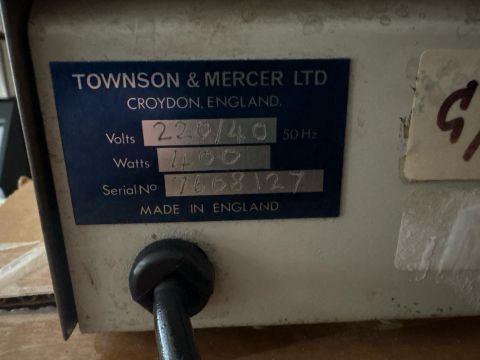 TOWNSON & MERCER LTD
CROYDON, ENGLAND.
Volts 220/40 50 Hz
Watts 400
Serial No 7608127
MADE IN ENGLAND